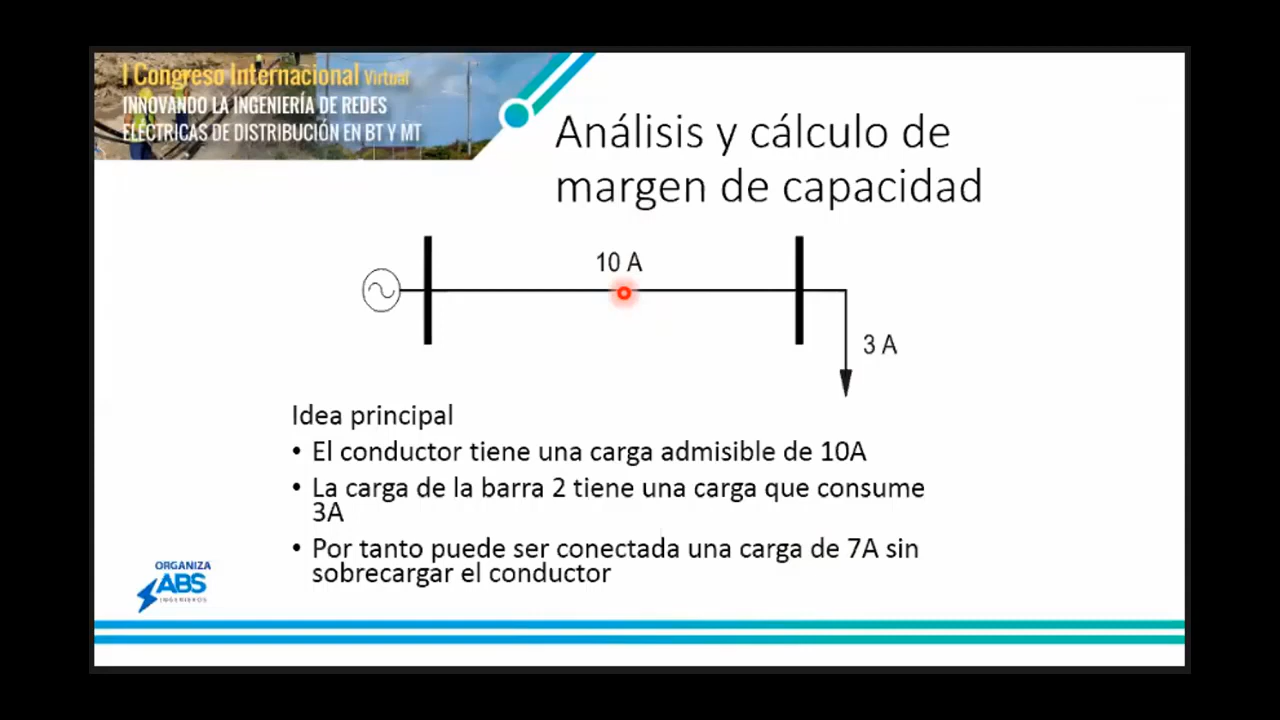 I Congreso Internacional Virtual
INNOVANDO LA INGENIERÍA DE REDES
ELÉCTRICAS DE DISTRIBUCIÓN EN BT Y MT
Análisis y cálculo de
margen de capacidad
10 A
3 A
Idea principal
• El conductor tiene una carga admisible de 10A
• La carga de la barra 2 tiene una carga que consume
3A
• Por tanto puede ser conectada una carga de 7A sin
sobrecargar el conductor
ORGANIZA
ABS
INGENIEROS